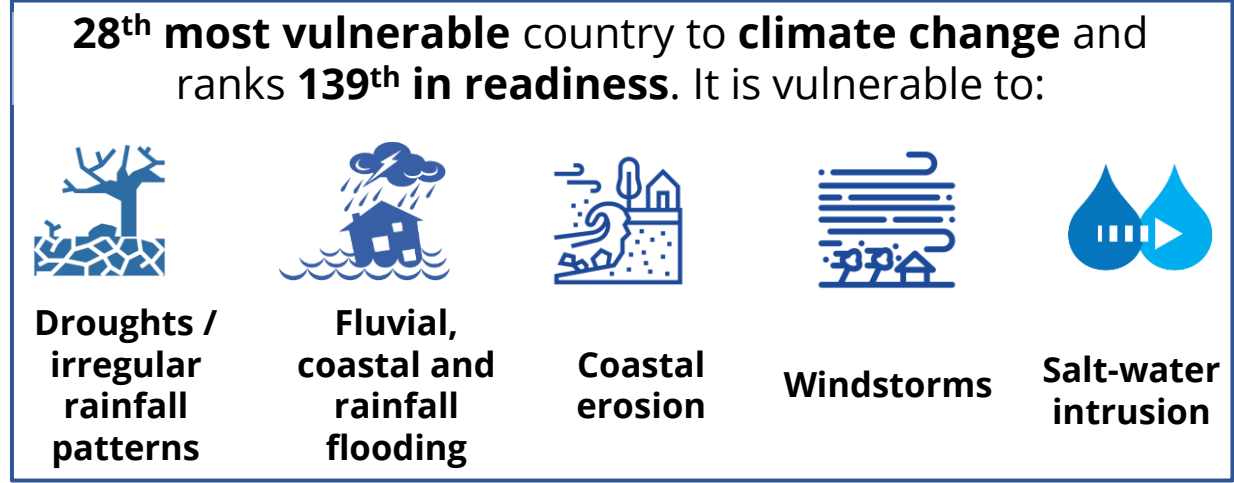 28th most vulnerable country to climate change and
ranks 139th in readiness. It is vulnerable to:
Droughts /
irregular
rainfall
patterns
Fluvial,
coastal and
rainfall
flooding
Coastal
erosion
Windstorms
Salt-water
intrusion